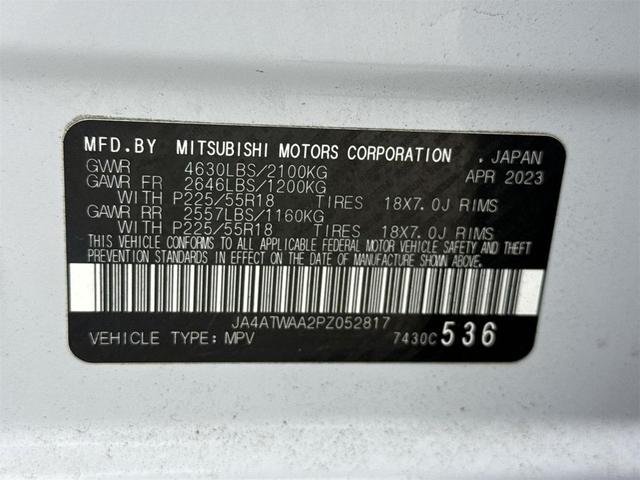 MFD.BY MITSUBISHI MOTORS CORPORATION . JAPAN
GVWR 4630LBS/2100KG APR 2023
GAWR FR 2646LBS/1200KG
WITH P225/55R18 TIRES 18X7.0J RIMS
GAWR RR 2557LBS/1160KG
WITH P225/55R18 TIRES 18X7.0J RIMS
THIS VEHICLE CONFORMS TO ALL APPLICABLE FEDERAL MOTOR VEHICLE SAFETY AND THEFT
PREVENTION STANDARDS IN EFFECT ON THE DATE OF MANUFACTURE SHOWN ABOVE.
JA4ATWAA2PZ052817
VEHICLE TYPE: MPV 7430C 536